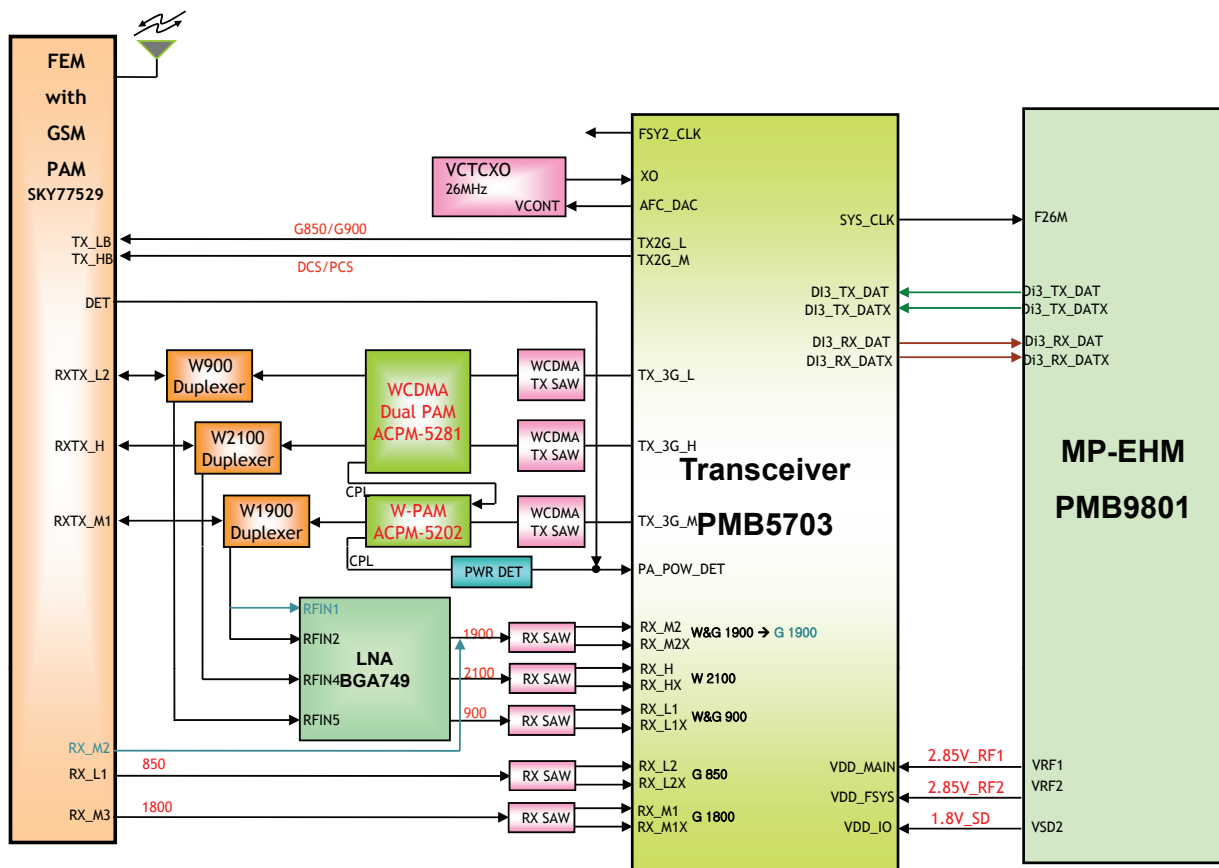 FEM
with
GSM
PAM
SKY77529
TX_LB
TX_HB
DET
RXTX_L2
RXTX_H
RXTX_M1
RX_M2
RX_L1
RX_M3
VCTCXO
26MHz
VCONT
G850/G900
DCS/PCS
W900
Duplexer
W2100
Duplexer
W1900
Duplexer
WCDMA
Dual PAM
ACPM-5281
CPL
W-PAM
ACPM-5202
CPL
PWR DET
WCDMA
TX SAW
WCDMA
TX SAW
WCDMA
TX SAW
RFIN1
RFIN2
RFIN4
RFIN5
LNA
BGA749
1900
2100
900
850
1800
RX SAW
RX SAW
RX SAW
RX SAW
RX SAW
FSY2_CLK
XO
AFC_DAC
TX2G_L
TX2G_M
TX_3G_L
TX_3G_H
TX_3G_M
PA_POW_DET
RX_M2
RX_M2X
W&G 1900 → G 1900
RX_H
RX_HX
W 2100
RX_L1
RX_L1X
W&G 900
RX_L2
RX_L2X
G 850
RX_M1
RX_M1X
G 1800
Transceiver
PMB5703
SYS_CLK
DI3_TX_DAT
DI3_TX_DATX
DI3_RX_DAT
DI3_RX_DATX
VDD_MAIN
VDD_FSYS
VDD_IO
2.85V_RF1
2.85V_RF2
1.8V_SD
F26M
Di3_TX_DAT
Di3_TX_DATX
Di3_RX_DAT
Di3_RX_DATX
MP-EHM
PMB9801
VRF1
VRF2
VSD2